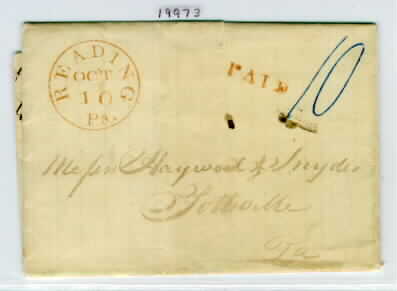 19973
READING
OCT
10
Pa.
PAID
10
Messrs Haywood & Snyder
Pottsville
Pa